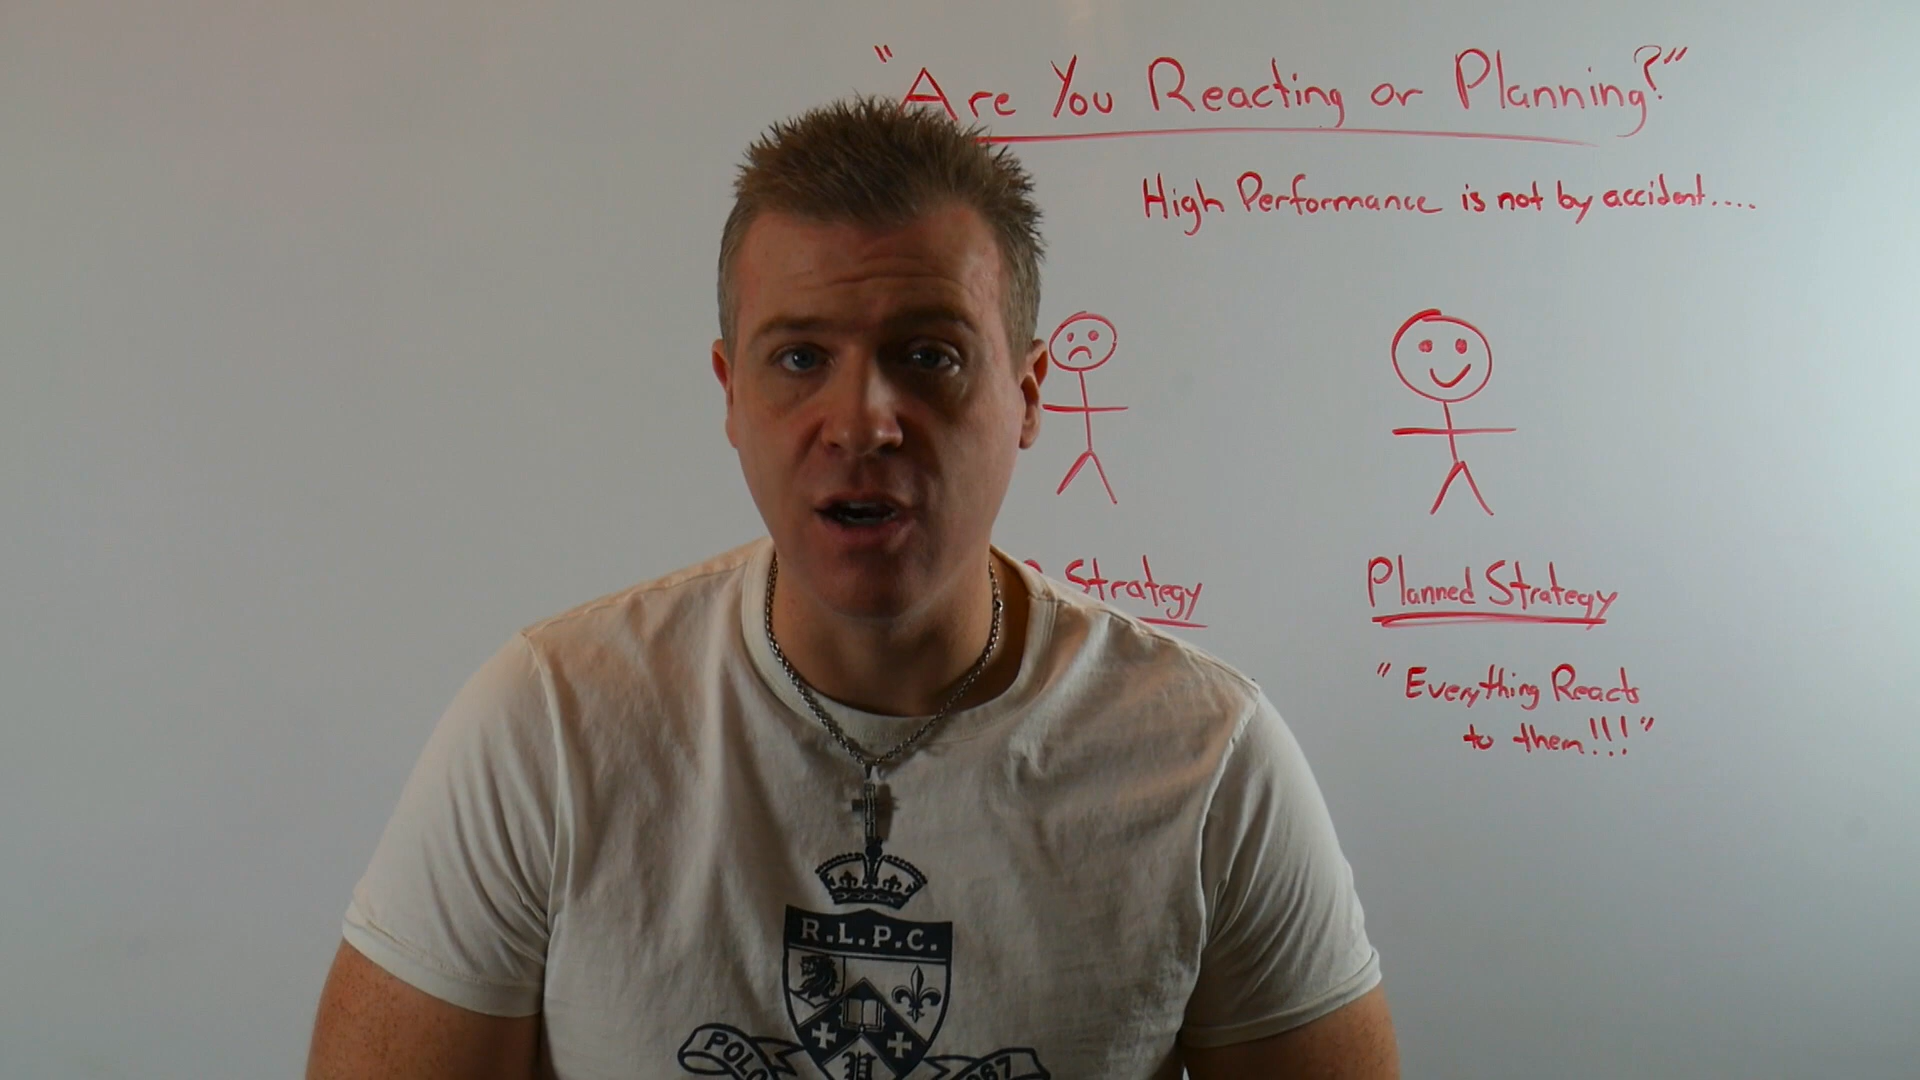 "Are You Reacting or Planning?"
High Performance is not by accident....
Strategy
Planned Strategy
"Everything Reacts
to them!!!"
R.L.P.C.
POLO
967